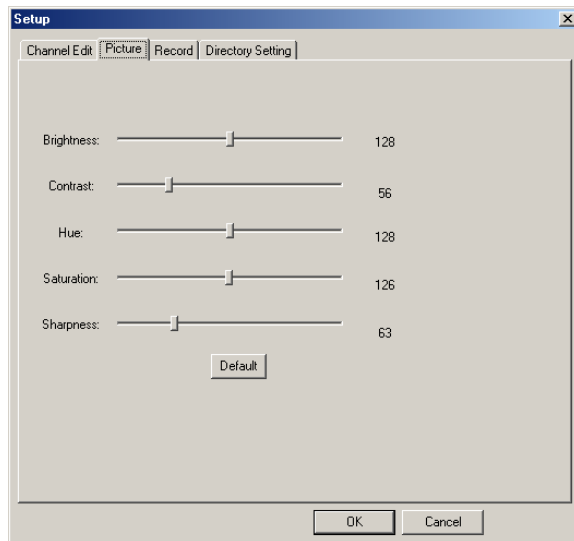 Setup
Channel Edit Picture Record Directory Setting
Brightness: 128
Contrast: 56
Hue: 128
Saturation: 126
Sharpness: 63
Default
OK Cancel